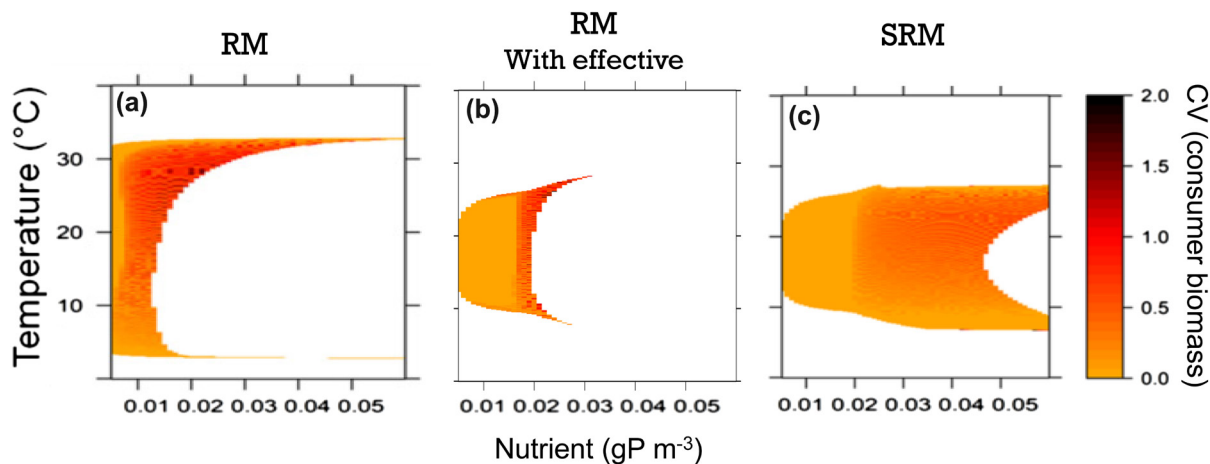 RM
RM
With effective
SRM
(a)
(b)
(c)
Temperature (°C)
30
20
10
0.01 0.02 0.03 0.04 0.05
0.01 0.02 0.03 0.04 0.05
0.01 0.02 0.03 0.04 0.05
Nutrient (gP m⁻³)
2.0
1.5
1.0
0.5
0.0
CV (consumer biomass)